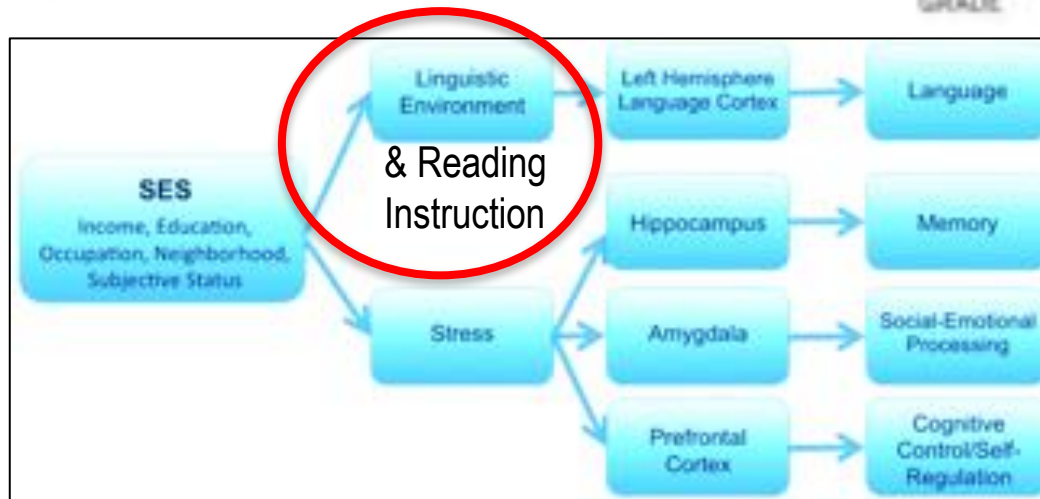 GRADE
Linguistic
Environment
& Reading
Instruction
Left Hemisphere
Language Cortex
Language
SES
Income, Education,
Occupation, Neighborhood,
Subjective Status
Hippocampus
Memory
Stress
Amygdala
Social-Emotional
Processing
Prefrontal
Cortex
Cognitive
Control/Self-
Regulation